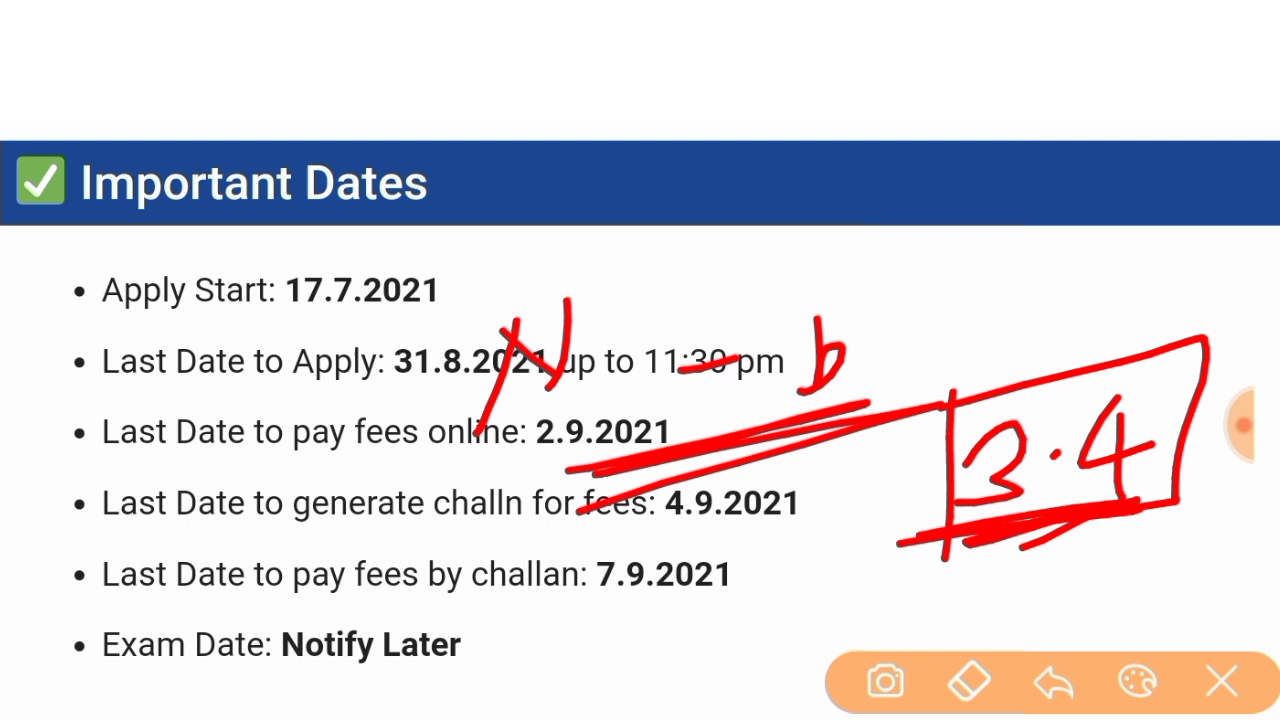 Important Dates
Apply Start: 17.7.2021
Last Date to Apply: 31.8.2021 up to 11:30 pm
N - b
Last Date to pay fees online: 2.9.2021
3.4
Last Date to generate challn for fees: 4.9.2021
Last Date to pay fees by challan: 7.9.2021
Exam Date: Notify Later